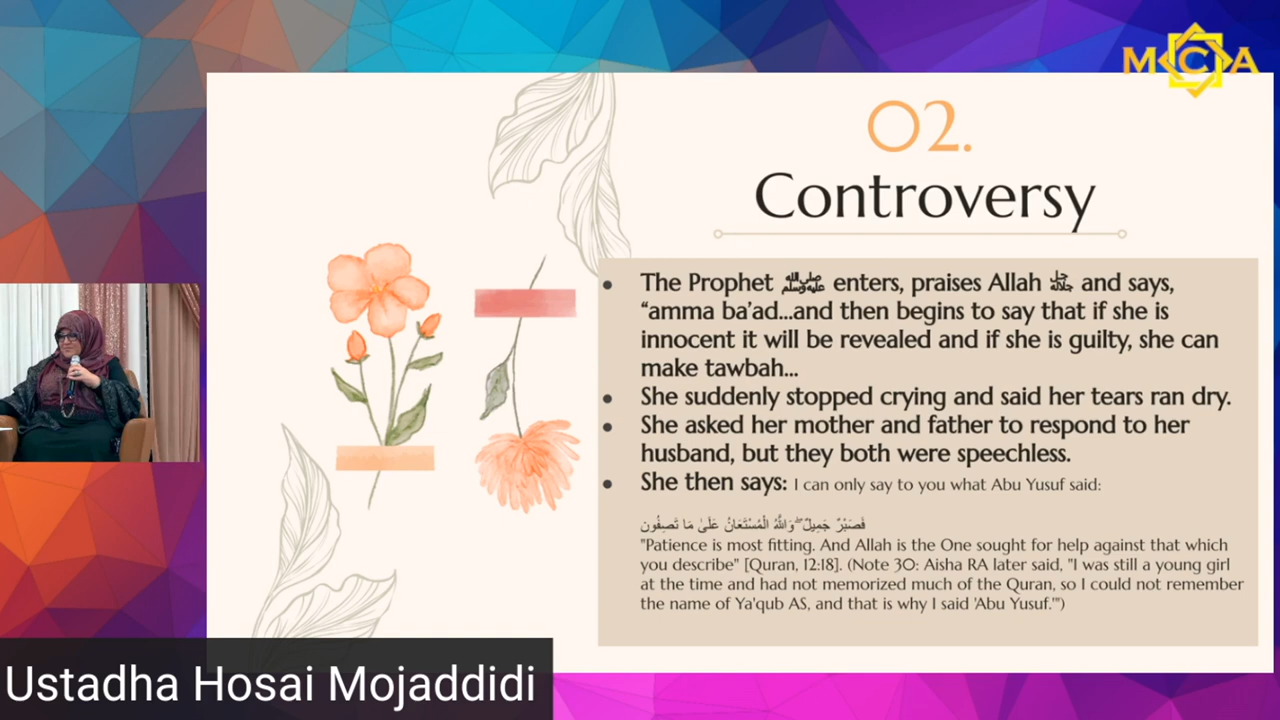 MCA
02.
Controversy
• The Prophet ﷺ enters, praises Allah ﷻ and says,
“amma ba’ad...and then begins to say that if she is
innocent it will be revealed and if she is guilty, she can
make tawbah...
• She suddenly stopped crying and said her tears ran dry.
• She asked her mother and father to respond to her
husband, but they both were speechless.
• She then says: I can only say to you what Abu Yusuf said:
فَصَبْرٌ جَمِيلٌ ۖ وَاللَّهُ الْمُسْتَعَانُ عَلَىٰ مَا تَصِفُونَ
"Patience is most fitting. And Allah is the One sought for help against that which
you describe" [Quran, 12:18]. (Note 30: Aisha RA later said, "I was still a young girl
at the time and had not memorized much of the Quran, so I could not remember
the name of Ya'qub AS, and that is why I said 'Abu Yusuf.'")
Ustadha Hosai Mojaddidi